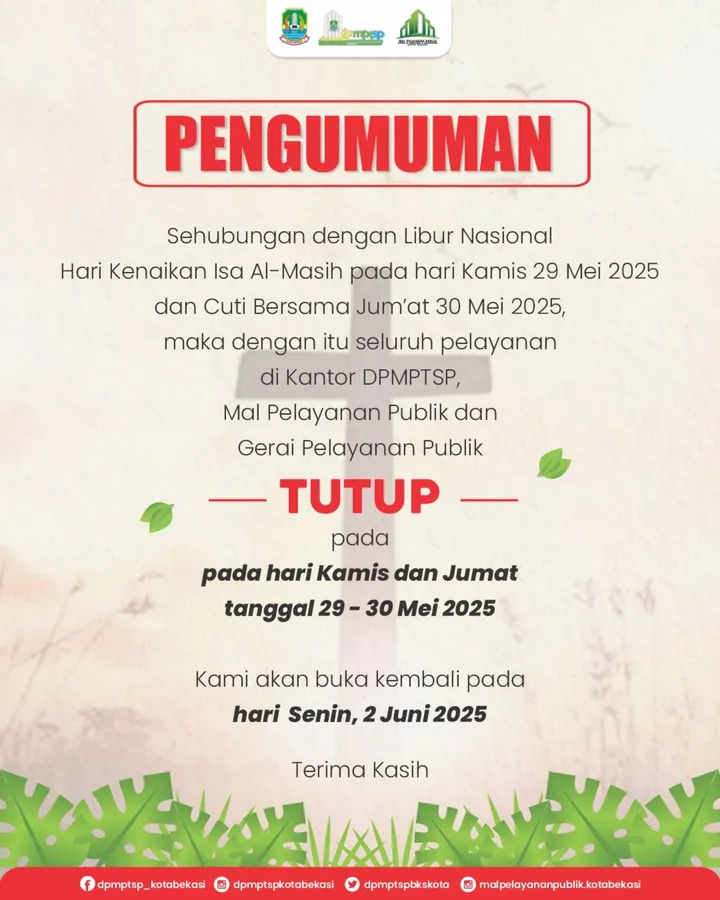 dpmptsp
PENGUMUMAN
Sehubungan dengan Libur Nasional
Hari Kenaikan Isa Al-Masih pada hari Kamis 29 Mei 2025
dan Cuti Bersama Jum'at 30 Mei 2025,
maka dengan itu seluruh pelayanan
di Kantor DPMPTSP,
Mal Pelayanan Publik dan
Gerai Pelayanan Publik
TUTUP
pada
pada hari Kamis dan Jumat
tanggal 29 - 30 Mei 2025
Kami akan buka kembali pada
hari Senin, 2 Juni 2025
Terima Kasih
dpmptsp_kotabekasi dpmptspkotabekasi dpmptspbkskota malpelayananpublik.kotabekasi